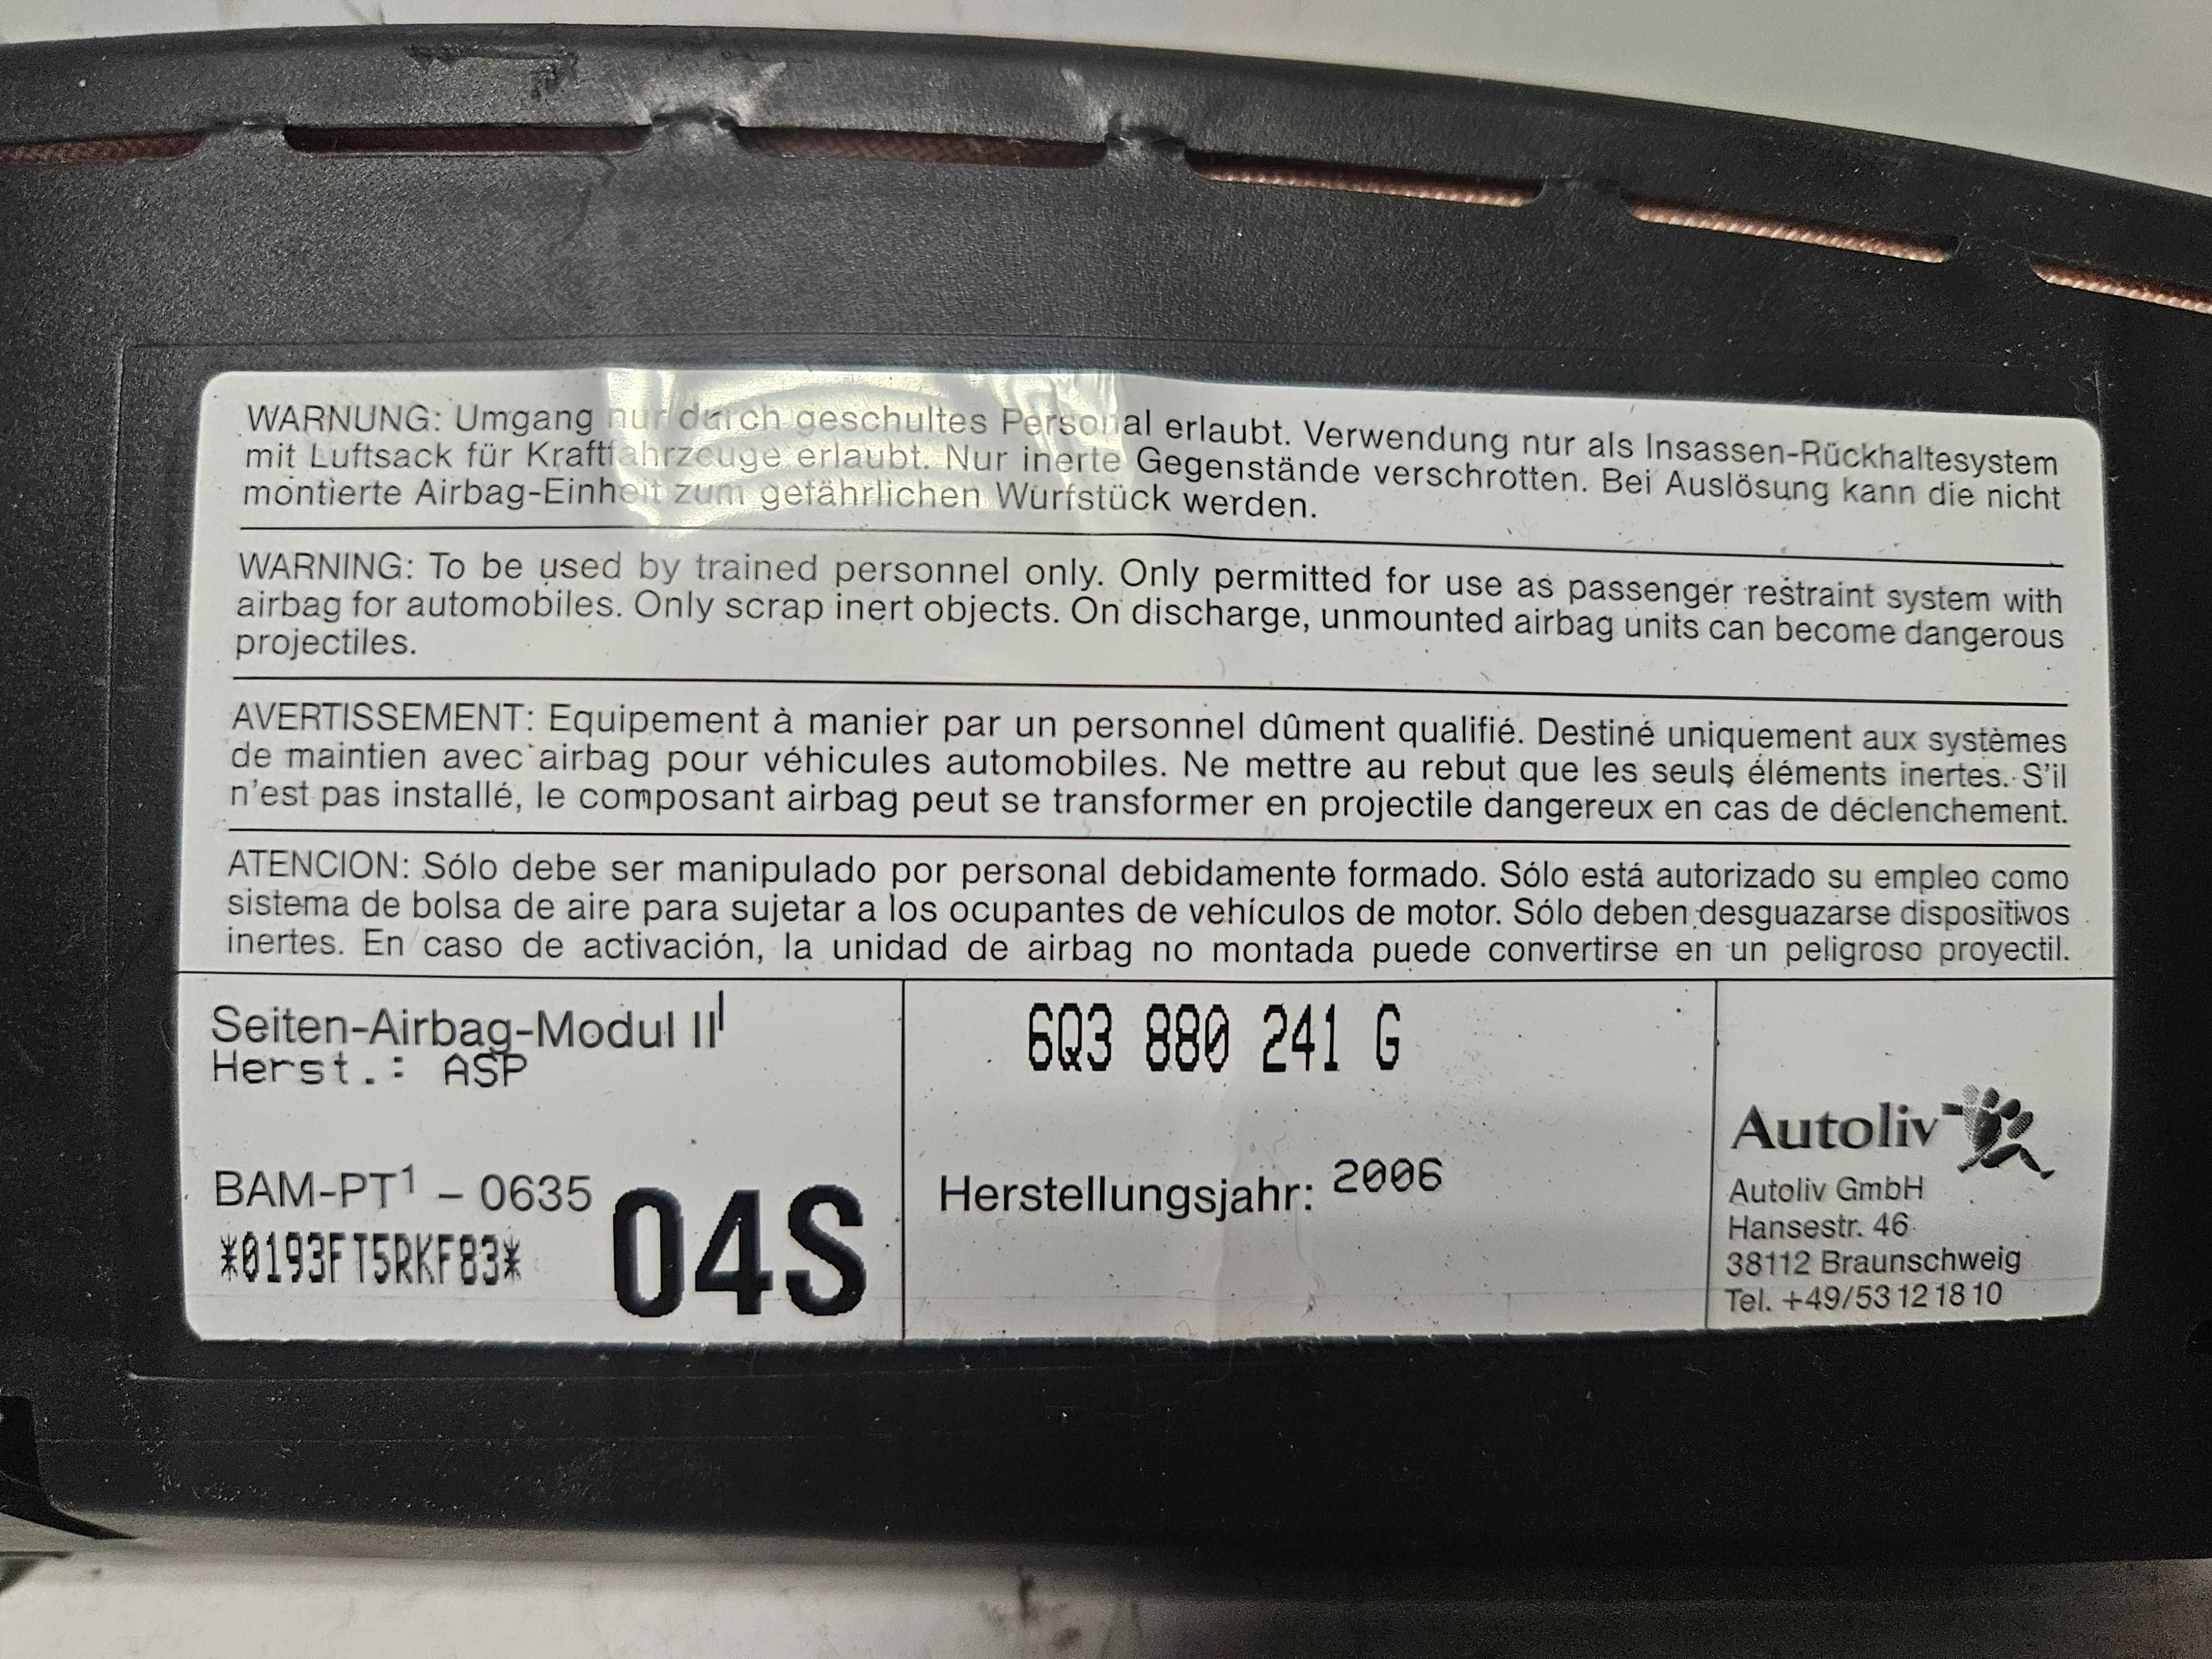 WARNUNG: Umgang nur durch geschultes Personal erlaubt. Verwendung nur als Insassen-Rückhaltesystem
mit Luftsack für Kraftfahrzeuge erlaubt. Nur inerte Gegenstände verschrotten. Bei Auslösung kann die nicht
montierte Airbag-Einheit zum gefährlichen Wurfstück werden.
WARNING: To be used by trained personnel only. Only permitted for use as passenger restraint system with
airbag for automobiles. Only scrap inert objects. On discharge, unmounted airbag units can become dangerous
projectiles.
AVERTISSEMENT: Equipement à manier par un personnel dûment qualifié. Destiné uniquement aux systèmes
de maintien avec airbag pour véhicules automobiles. Ne mettre au rebut que les seuls éléments inertes. S'il
n'est pas installé, le composant airbag peut se transformer en projectile dangereux en cas de déclenchement.
ATENCION: Sólo debe ser manipulado por personal debidamente formado. Sólo está autorizado su empleo como
sistema de bolsa de aire para sujetar a los ocupantes de vehículos de motor. Sólo deben desguazarse dispositivos
inertes. En caso de activación, la unidad de airbag no montada puede convertirse en un peligroso proyectil.
Seiten-Airbag-Modul II
Herst.: ASP
BAM-PT1 – 0635
*0193FT5RKF83*
04S
6Q3 880 241 G
Herstellungsjahr: 2006
Autoliv
Autoliv GmbH
Hansestr. 46
38112 Braunschweig
Tel. +49/53121810